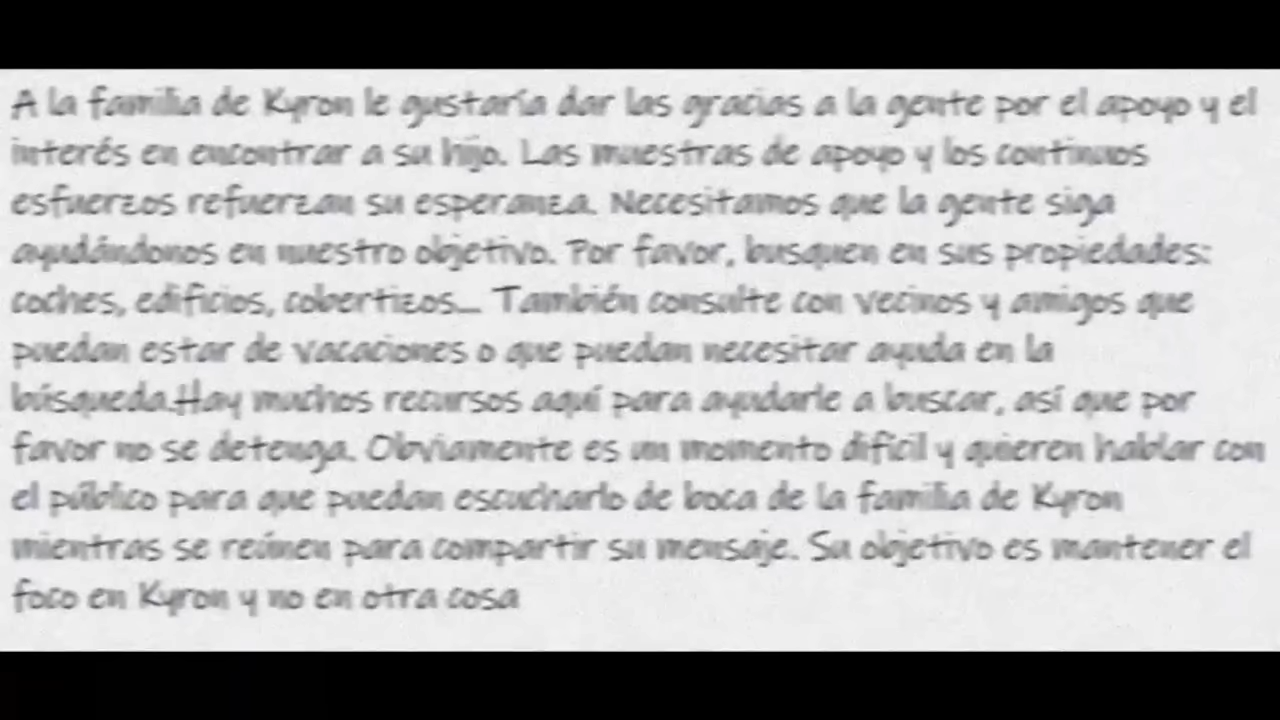 A la familia de Kyron le gustaría dar las gracias a la gente por el apoyo y el
interés en encontrar a su hijo. Las muestras de apoyo y los continuos
esfuerzos refuerzan su esperanza. Necesitamos que la gente siga
ayudándonos en nuestro objetivo. Por favor, busquen en sus propiedades:
coches, edificios, cobertizos... También consulte con vecinos y amigos que
puedan estar de vacaciones o que puedan necesitar ayuda en la
búsqueda.Hay muchos recursos aquí para ayudarle a buscar, así que por
favor no se detenga. Obviamente es un momento difícil y quieren hablar con
el público para que puedan escucharlo de boca de la familia de Kyron
mientras se reúnen para compartir su mensaje. Su objetivo es mantener el
foco en Kyron y no en otra cosa